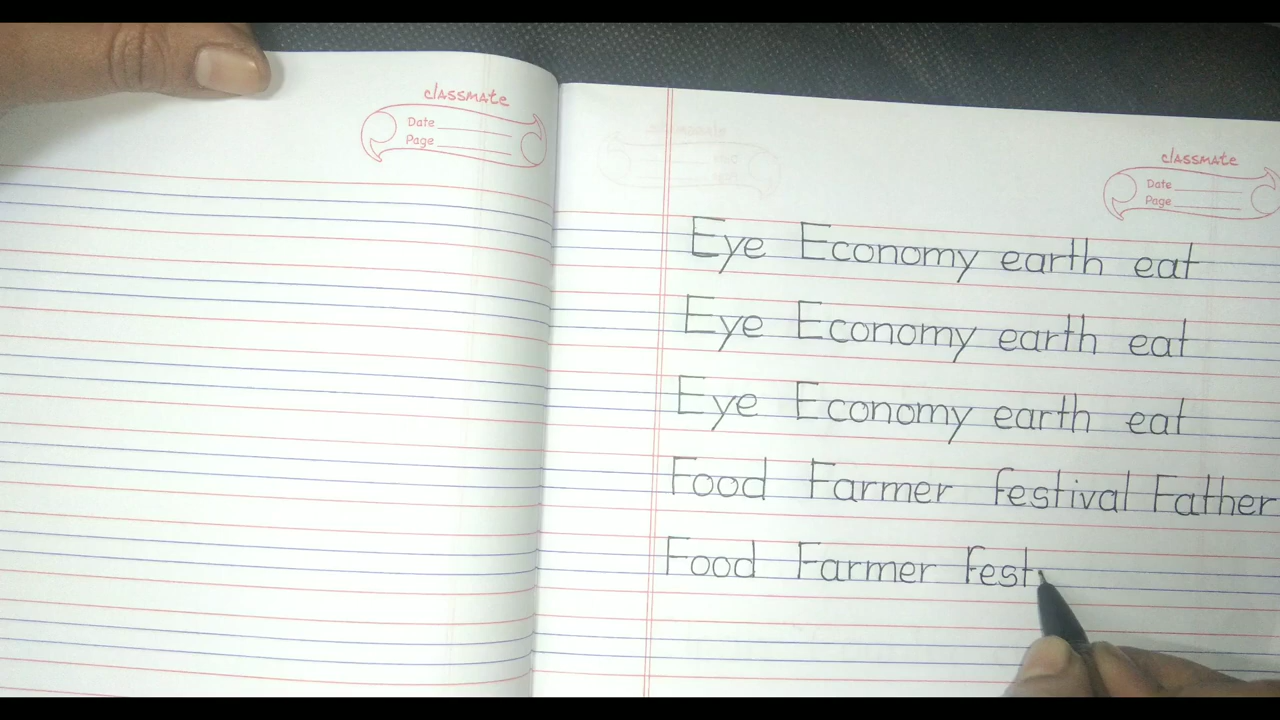 classmate
Date
Page
classmate
Date
Page
Eye Economy earth eat
Eye Economy earth eat
Eye Economy earth eat
Food Farmer festival Father
Food Farmer fest